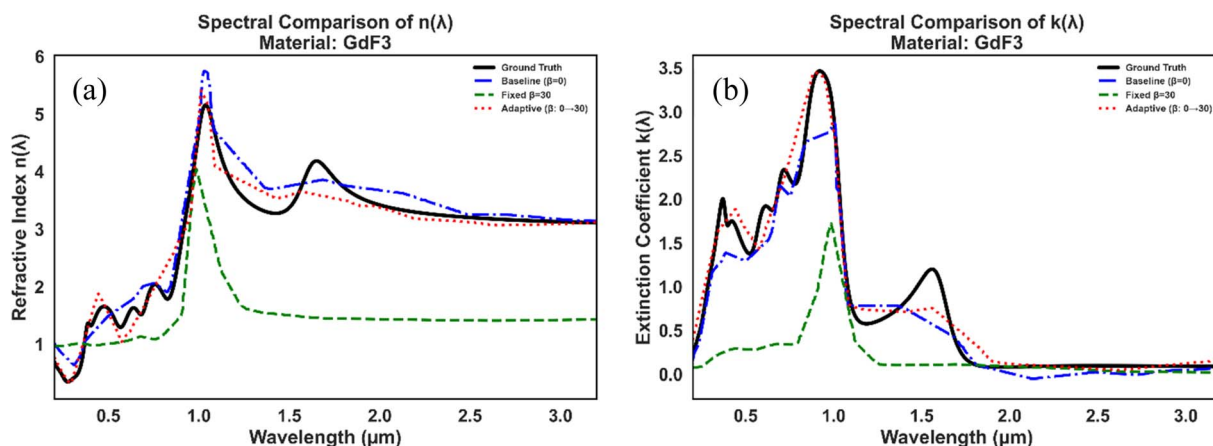 Spectral Comparison of n(λ)
Material: GdF3
(a)
Ground Truth
Baseline (β=0)
Fixed β=30
Adaptive (β: 0→30)
Refractive Index n(λ)
6
5
4
3
2
1
0.5 1.0 1.5 2.0 2.5 3.0
Wavelength (μm)
Spectral Comparison of k(λ)
Material: GdF3
(b)
Ground Truth
Baseline (β=0)
Fixed β=30
Adaptive (β: 0→30)
Extinction Coefficient k(λ)
3.5
3.0
2.5
2.0
1.5
1.0
0.5
0.0
0.5 1.0 1.5 2.0 2.5 3.0
Wavelength (μm)